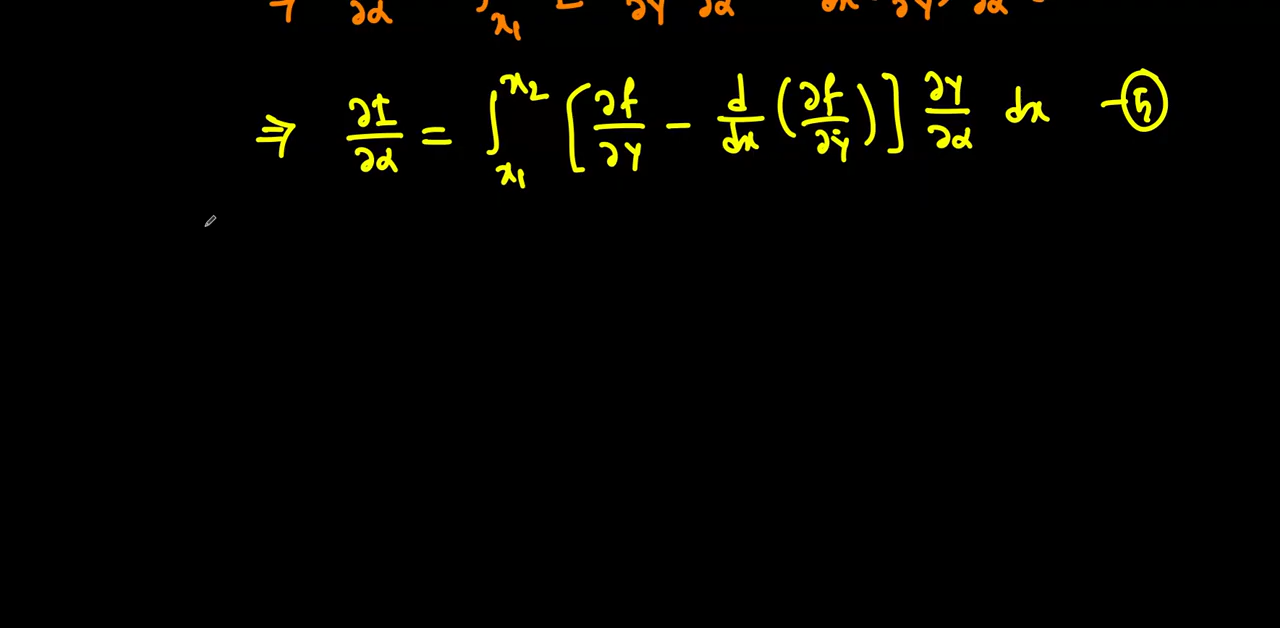 ⇒ ∂I/∂α = ∫_{x₁}^{x₂} [ ∂f/∂y − d/dx ( ∂f/∂ẏ ) ] ∂y/∂α dx −⑤